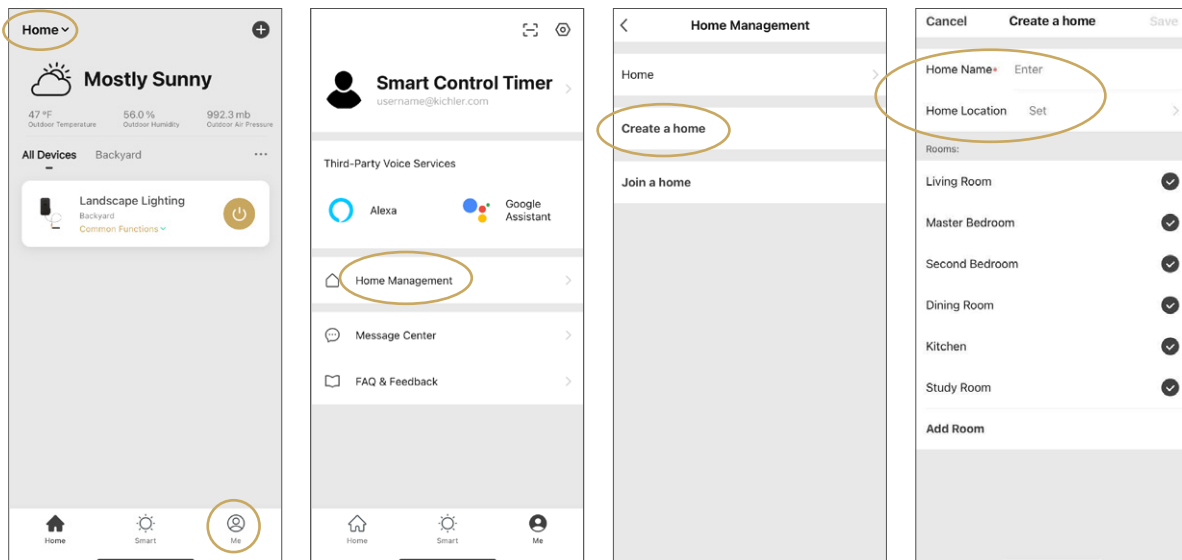 Home
Mostly Sunny
47 °F
Outdoor Temperature
56.0 %
Outdoor Humidity
992.3 mb
Outdoor Air Pressure
All Devices
Backyard
...
Landscape Lighting
Backyard
Common Functions
Home
Smart
Me
Smart Control Timer
username@kichler.com
Third-Party Voice Services
Alexa
Google
Assistant
Home Management
Message Center
FAQ & Feedback
Home
Smart
Me
Home Management
Home
Create a home
Join a home
Cancel
Create a home
Save
Home Name* Enter
Home Location Set
Rooms:
Living Room
Master Bedroom
Second Bedroom
Dining Room
Kitchen
Study Room
Add Room